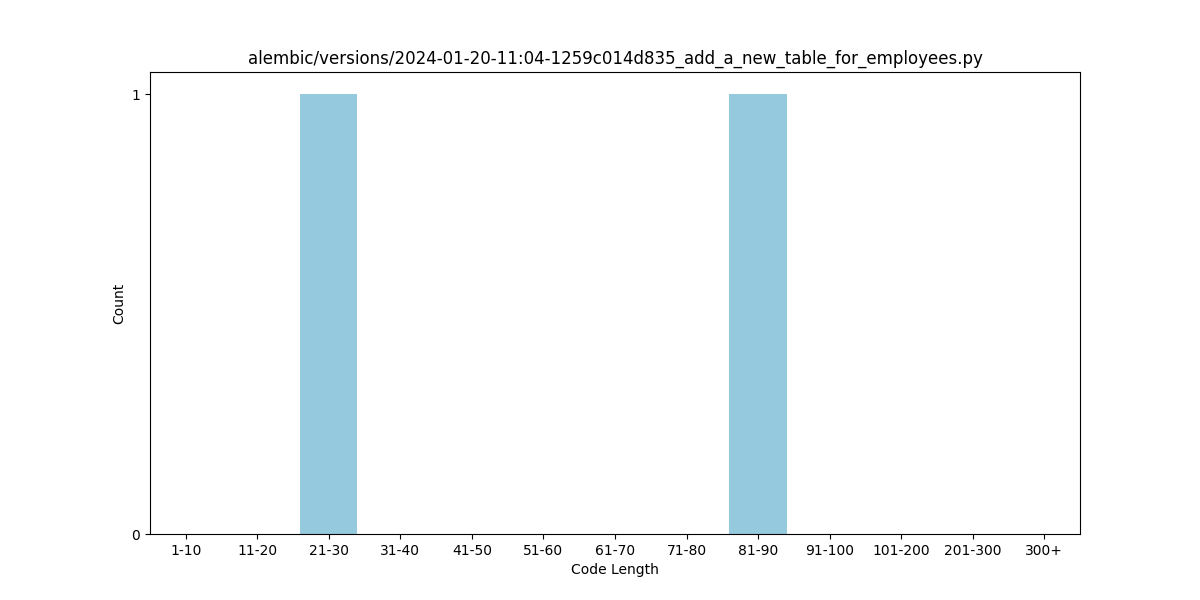 alembic/versions/2024-01-20-11:04-1259c014d835_add_a_new_table_for_employees.py
1
Count
0
1-10 11-20 21-30 31-40 41-50 51-60 61-70 71-80 81-90 91-100 101-200 201-300 300+
Code Length